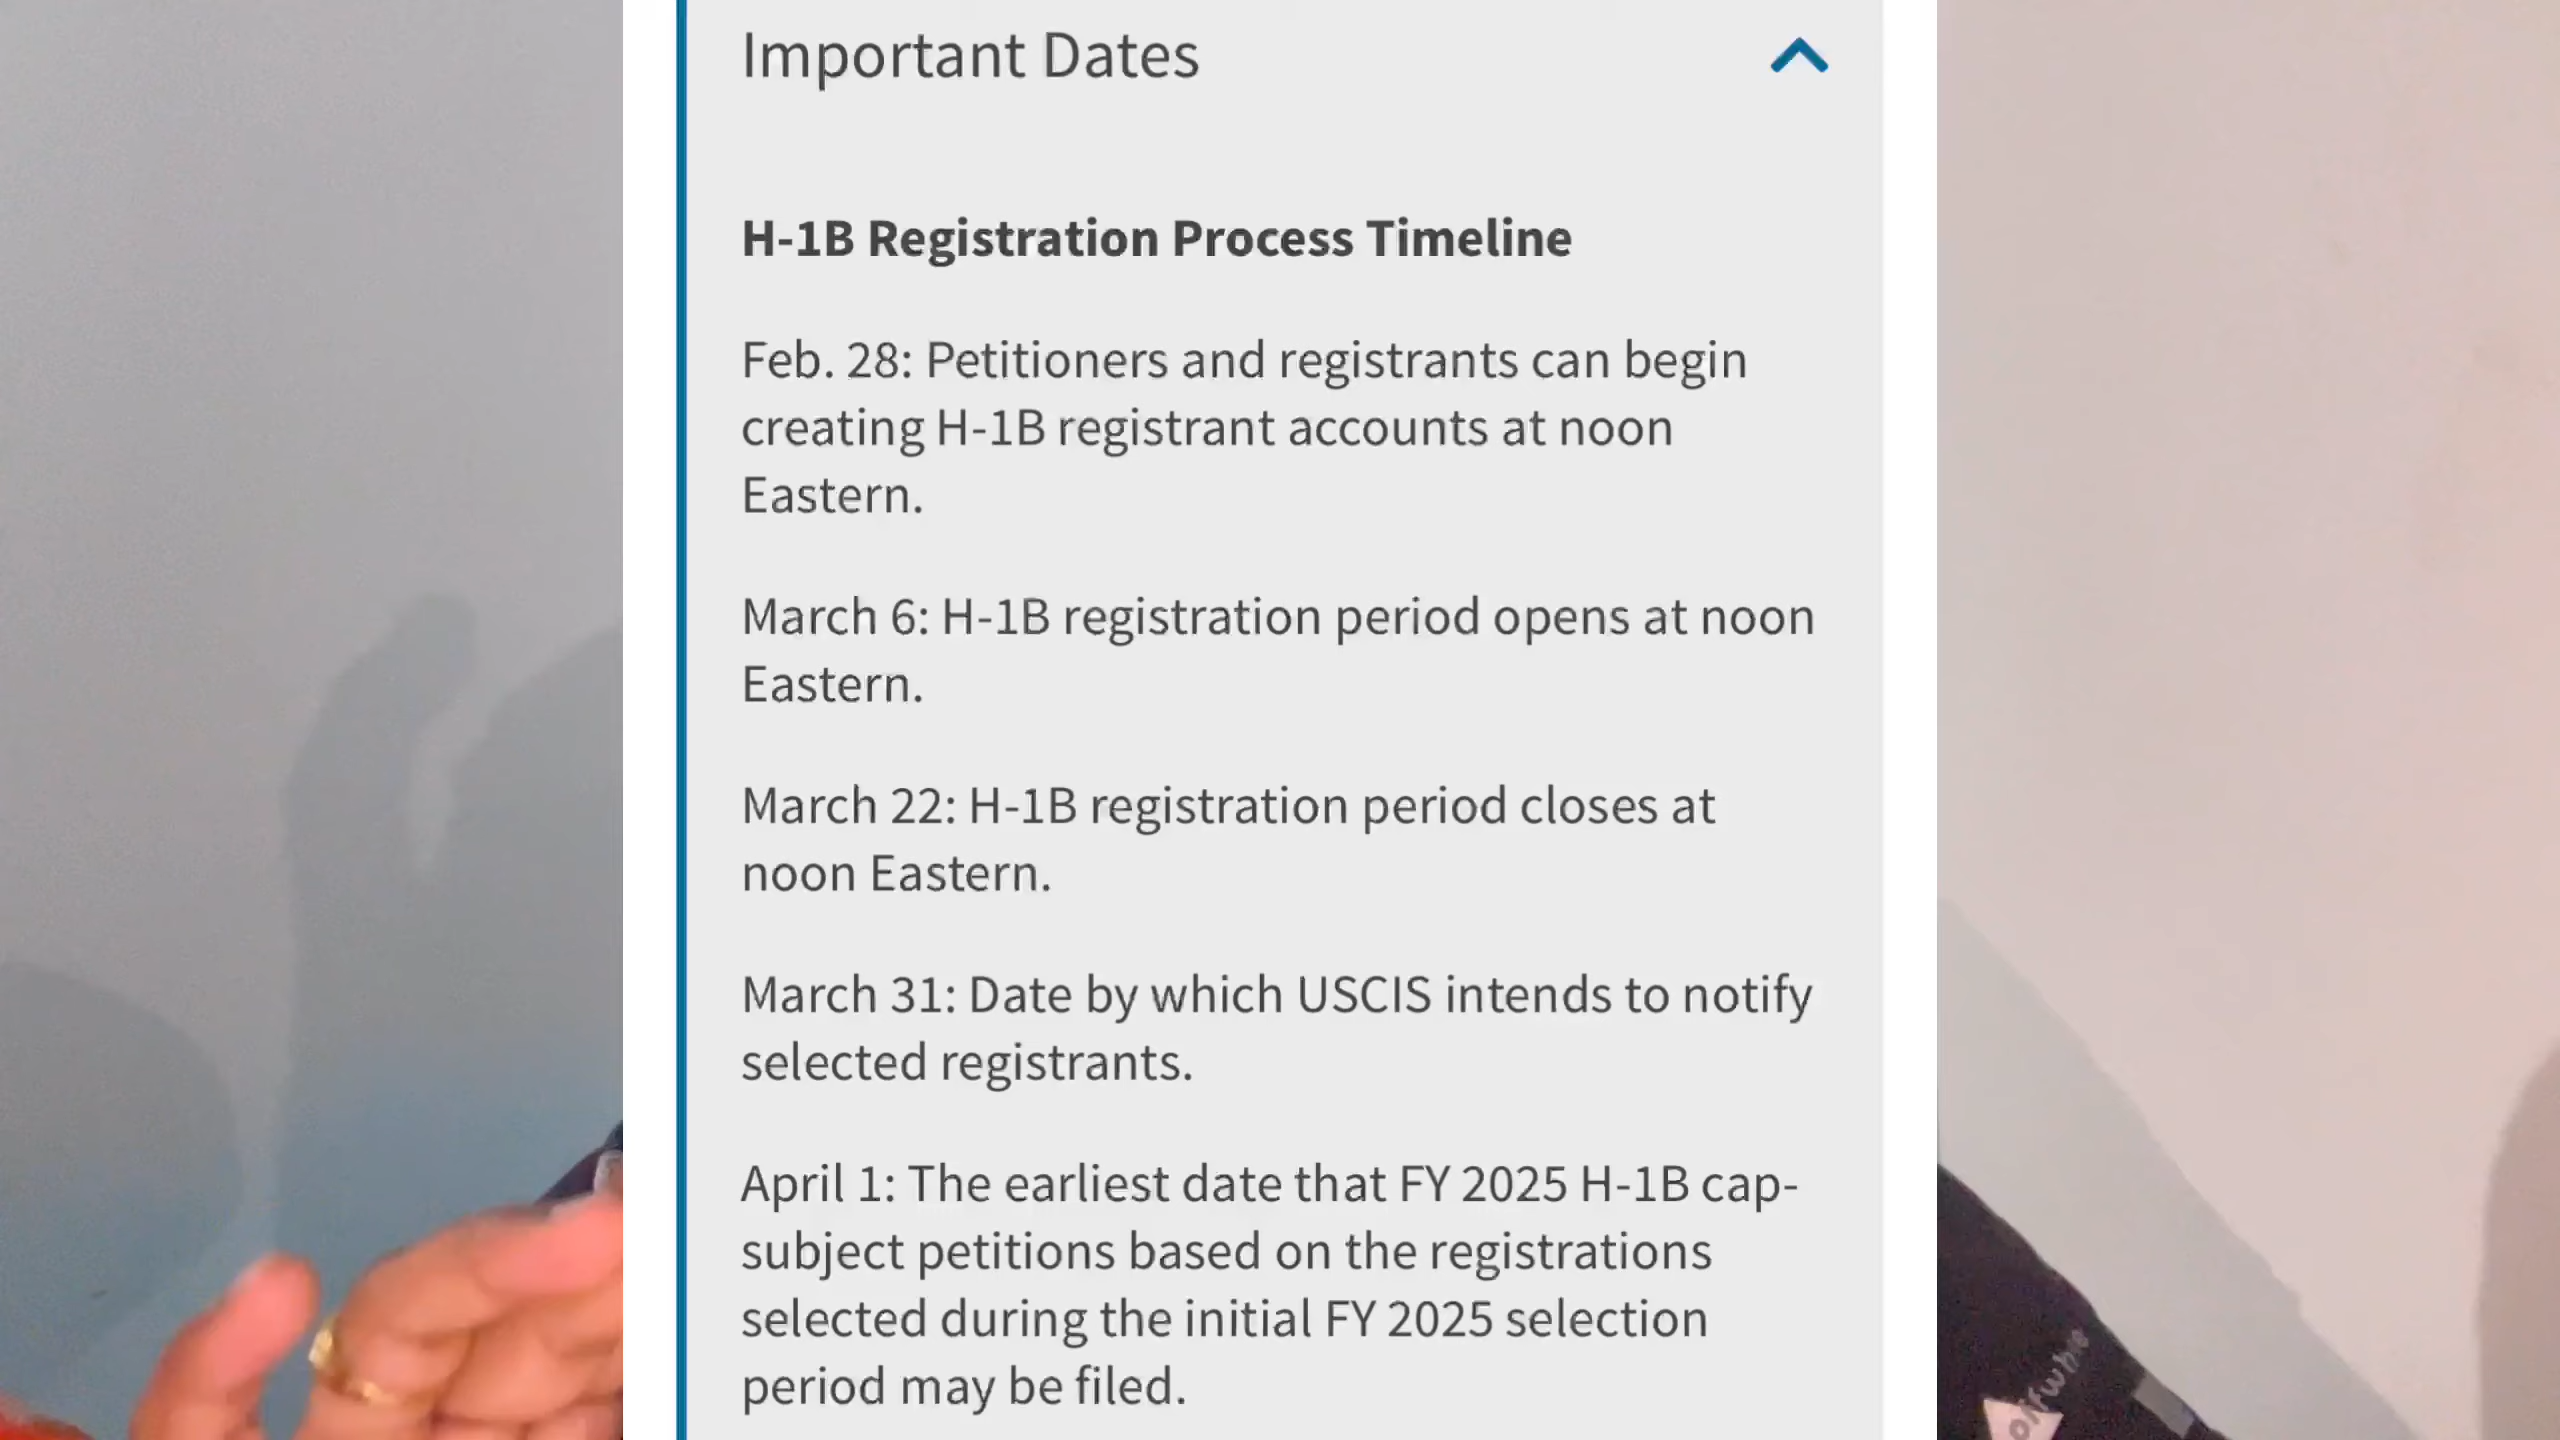 Important Dates
H-1B Registration Process Timeline
Feb. 28: Petitioners and registrants can begin
creating H-1B registrant accounts at noon
Eastern.
March 6: H-1B registration period opens at noon
Eastern.
March 22: H-1B registration period closes at
noon Eastern.
March 31: Date by which USCIS intends to notify
selected registrants.
April 1: The earliest date that FY 2025 H-1B cap-
subject petitions based on the registrations
selected during the initial FY 2025 selection
period may be filed.
offwhite